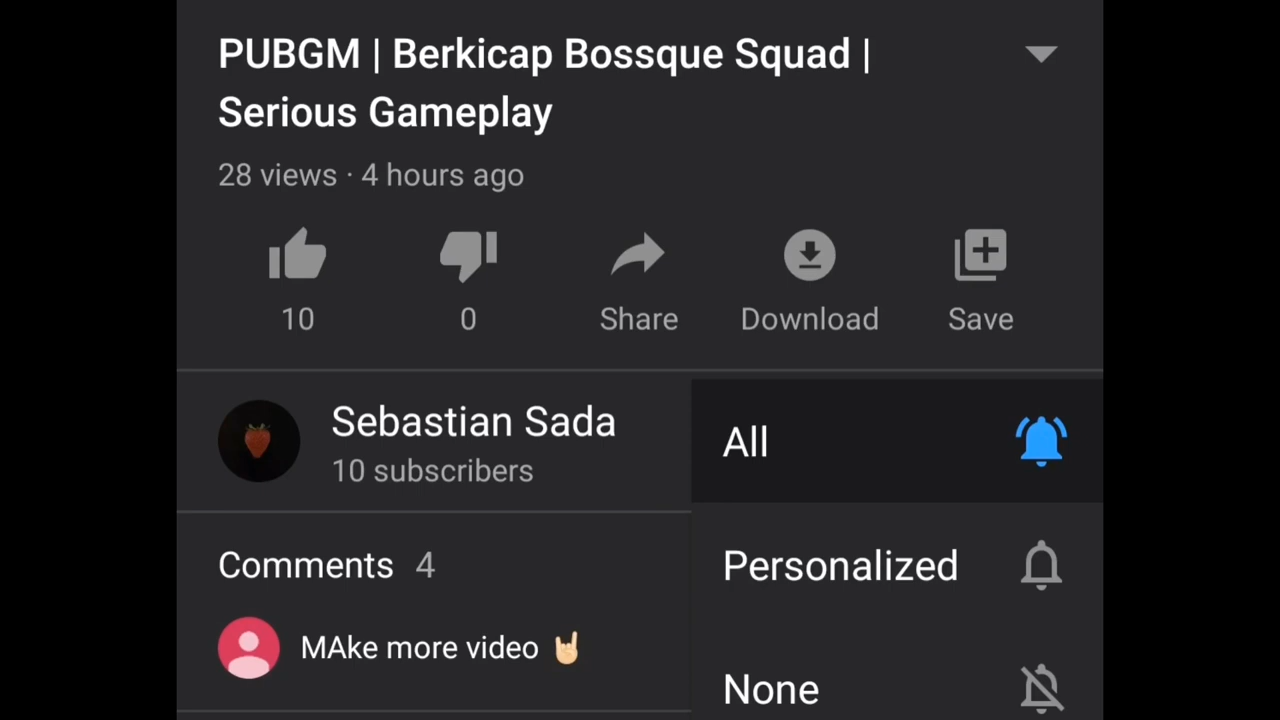 PUBGM | Berkicap Bossque Squad |
Serious Gameplay
28 views · 4 hours ago
10 0 Share Download Save
Sebastian Sada
10 subscribers
All
Comments 4
Personalized
MAke more video 🤘🏻
None